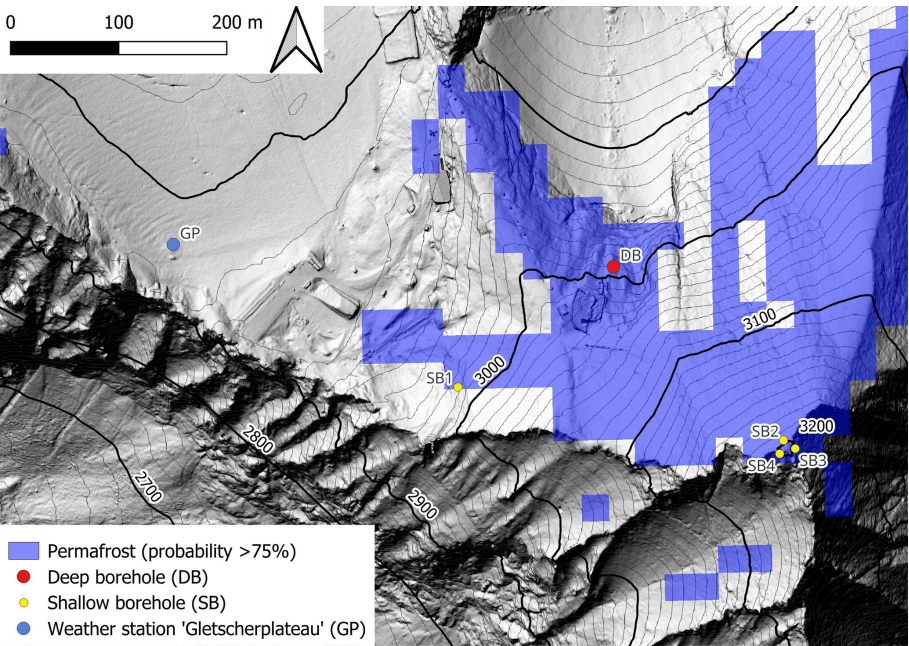 0 100 200 m
GP
DB
3100
3000
SB1
SB2
3200
SB4
SB3
2800
2700
2900
Permafrost (probability >75%)
Deep borehole (DB)
Shallow borehole (SB)
Weather station 'Gletscherplateau' (GP)